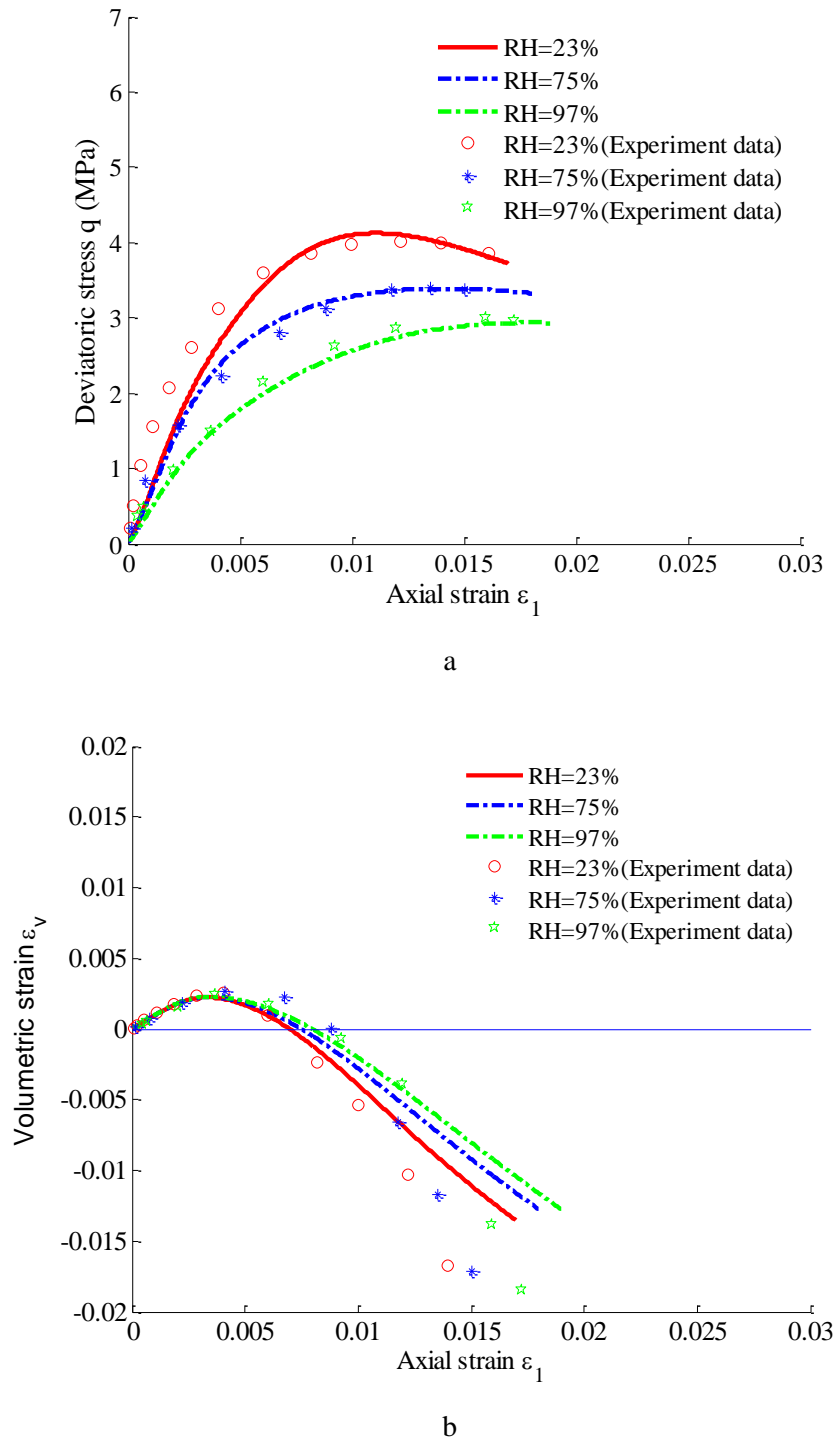 7
6
5
4
3
2
1
0
Deviatoric stress q (MPa)
RH=23%
RH=75%
RH=97%
RH=23%(Experiment data)
RH=75%(Experiment data)
RH=97%(Experiment data)
0 0.005 0.01 0.015 0.02 0.025 0.03
Axial strain ε₁
a
0.02
0.015
0.01
0.005
0
-0.005
-0.01
-0.015
-0.02
Volumetric strain εᵥ
RH=23%
RH=75%
RH=97%
RH=23%(Experiment data)
RH=75%(Experiment data)
RH=97%(Experiment data)
0 0.005 0.01 0.015 0.02 0.025 0.03
Axial strain ε₁
b